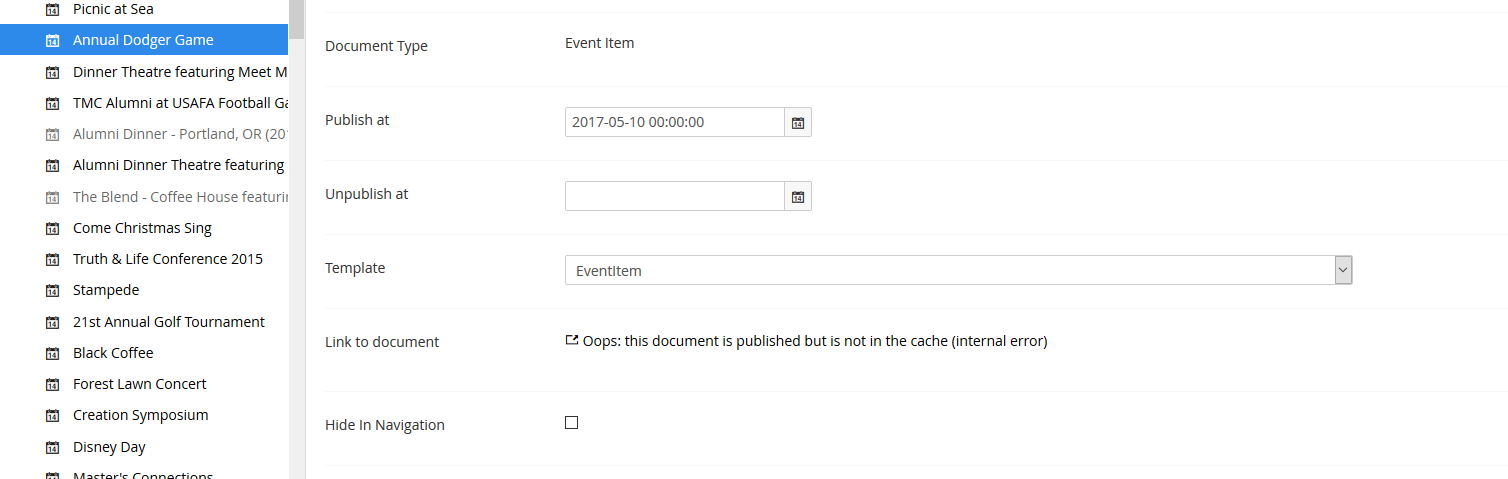 Picnic at Sea
Annual Dodger Game
Dinner Theatre featuring Meet M
TMC Alumni at USAFA Football Ga
Alumni Dinner - Portland, OR (20
Alumni Dinner Theatre featuring
The Blend - Coffee House featurin
Come Christmas Sing
Truth & Life Conference 2015
Stampede
21st Annual Golf Tournament
Black Coffee
Forest Lawn Concert
Creation Symposium
Disney Day
Master's Connections
Document Type
Event Item
Publish at
2017-05-10 00:00:00
Unpublish at
Template
EventItem
Link to document
Oops: this document is published but is not in the cache (internal error)
Hide In Navigation